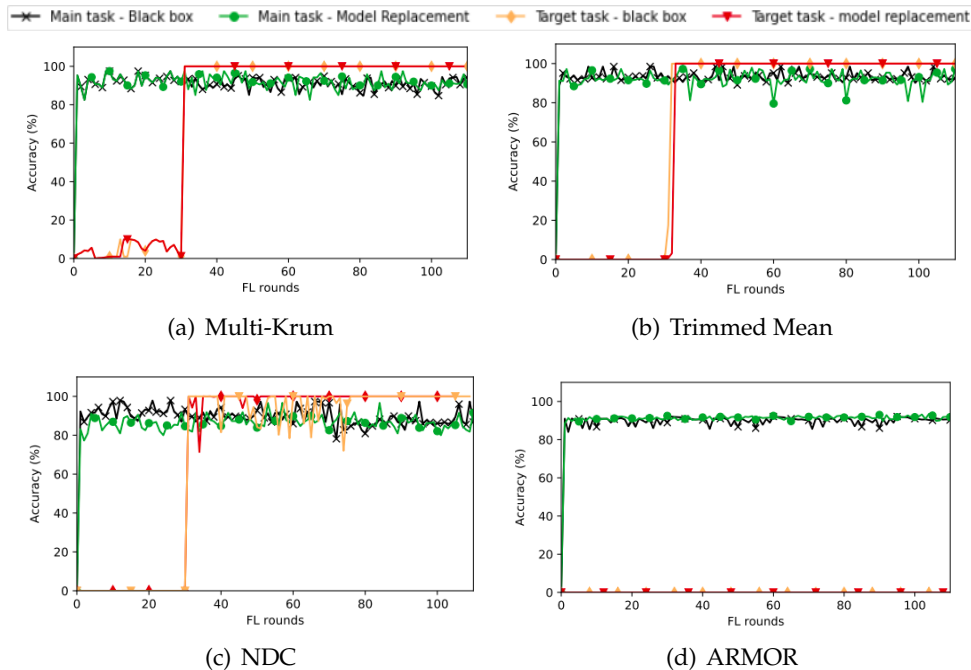 Main task - Black box Main task - Model Replacement Target task - black box Target task - model replacement
100
80
60
40
20
0
Accuracy (%)
0 20 40 60 80 100
FL rounds
(a) Multi-Krum
100
80
60
40
20
0
Accuracy (%)
0 20 40 60 80 100
FL rounds
(b) Trimmed Mean
100
80
60
40
20
0
Accuracy (%)
0 20 40 60 80 100
FL rounds
(c) NDC
100
80
60
40
20
0
Accuracy (%)
0 20 40 60 80 100
FL rounds
(d) ARMOR